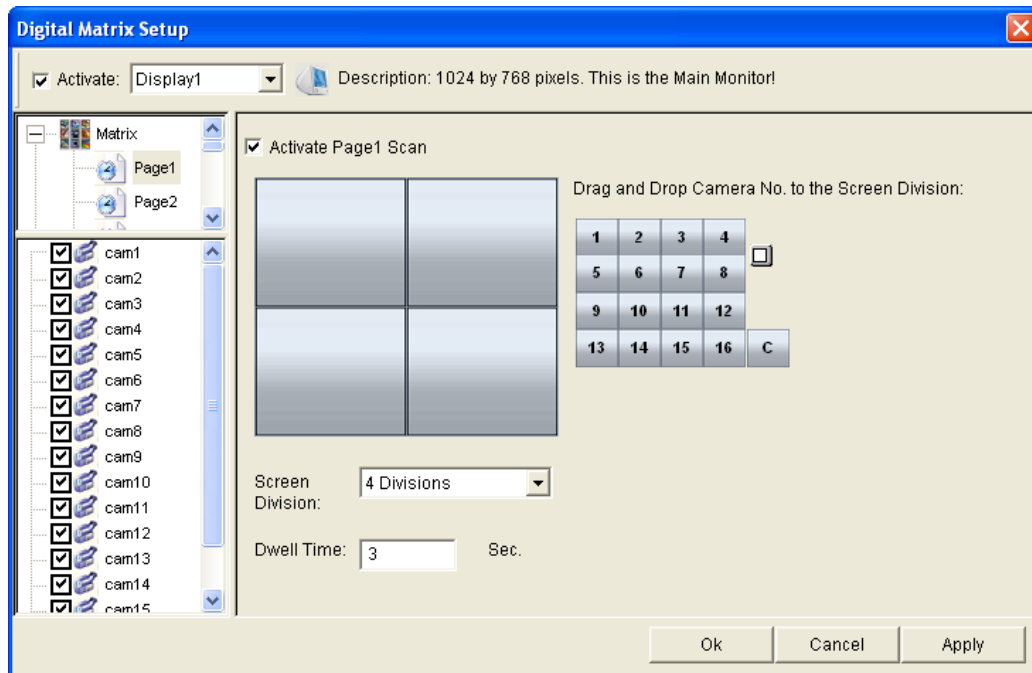 Digital Matrix Setup
Activate: Display1 Description: 1024 by 768 pixels. This is the Main Monitor!
Matrix
Page1
Page2
cam1
cam2
cam3
cam4
cam5
cam6
cam7
cam8
cam9
cam10
cam11
cam12
cam13
cam14
cam15
Activate Page1 Scan
Drag and Drop Camera No. to the Screen Division:
1 2 3 4
5 6 7 8
9 10 11 12
13 14 15 16 C
Screen Division: 4 Divisions
Dwell Time: 3 Sec.
Ok Cancel Apply